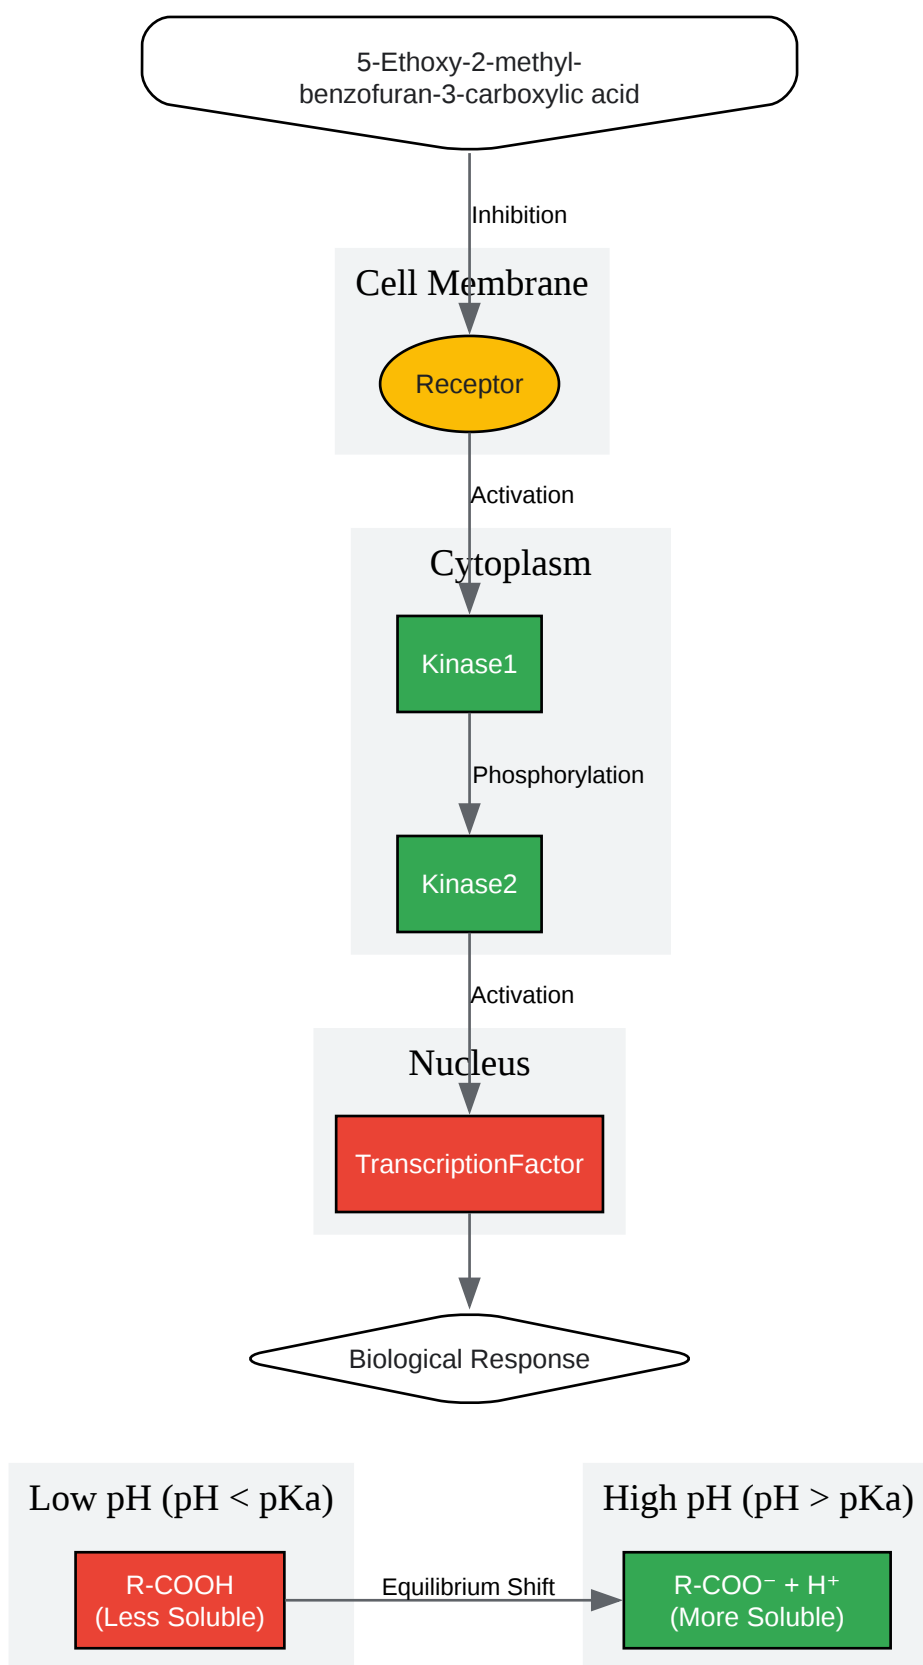 5-Ethoxy-2-methyl-
benzofuran-3-carboxylic acid
Inhibition
Cell Membrane
Receptor
Activation
Cytoplasm
Kinase1
Phosphorylation
Kinase2
Activation
Nucleus
TranscriptionFactor
Biological Response
Low pH (pH < pKa)
R-COOH
(Less Soluble)
Equilibrium Shift
High pH (pH > pKa)
R-COO⁻ + H⁺
(More Soluble)